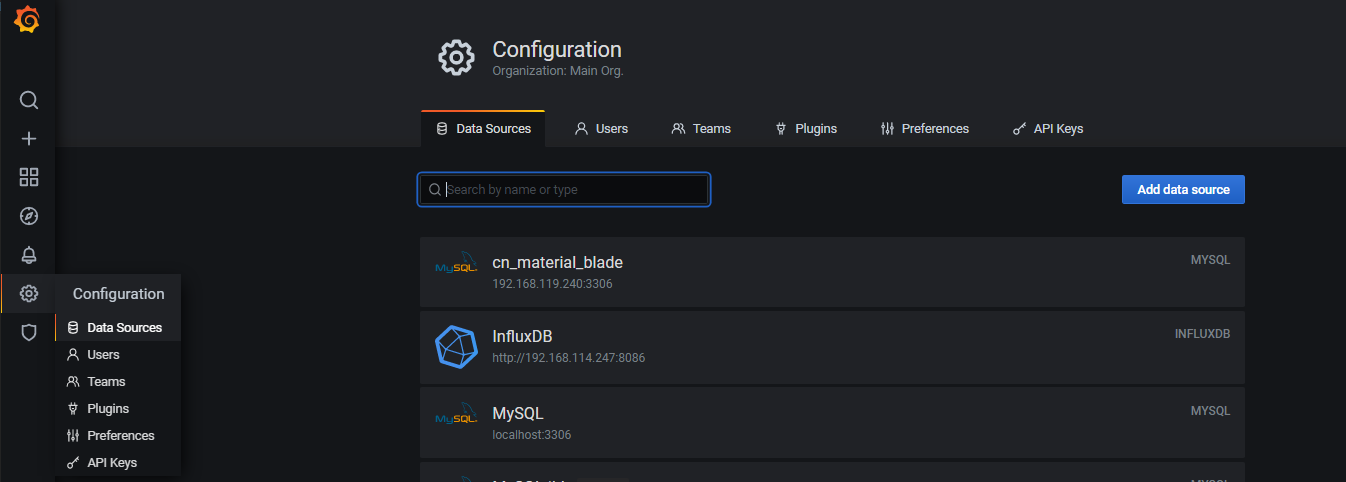 Configuration
Organization: Main Org.
Data Sources
Users
Teams
Plugins
Preferences
API Keys
Search by name or type
Add data source
cn_material_blade
192.168.119.240:3306
MYSQL
InfluxDB
http://192.168.114.247:8086
INFLUXDB
MySQL
MySQL
localhost:3306
MYSQL
MySQL
Configuration
Data Sources
Users
Teams
Plugins
Preferences
API Keys
MYSQL